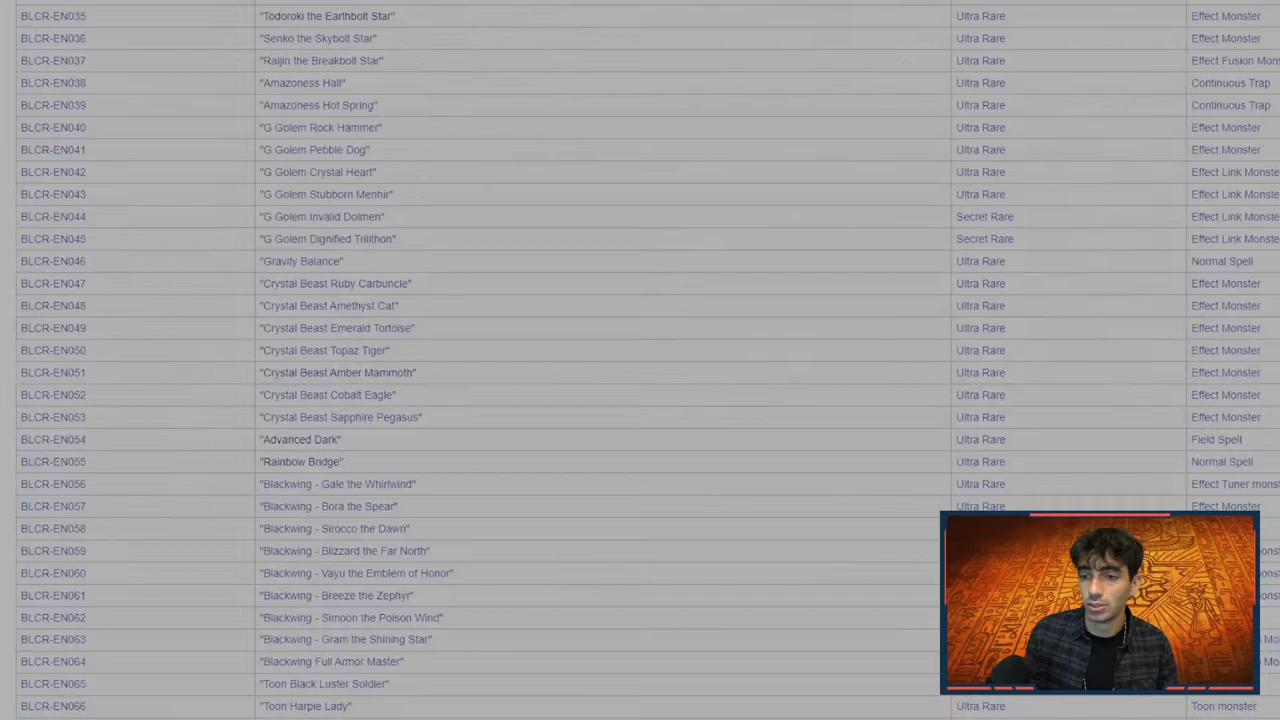 BLCR-EN035 "Todoroki the Earthbolt Star" Ultra Rare Effect Monster
BLCR-EN036 "Senko the Skybolt Star" Ultra Rare Effect Monster
BLCR-EN037 "Raijin the Breakbolt Star" Ultra Rare Effect Fusion Mons
BLCR-EN038 "Amazoness Hall" Ultra Rare Continuous Trap
BLCR-EN039 "Amazoness Hot Spring" Ultra Rare Continuous Trap
BLCR-EN040 "G Golem Rock Hammer" Ultra Rare Effect Monster
BLCR-EN041 "G Golem Pebble Dog" Ultra Rare Effect Monster
BLCR-EN042 "G Golem Crystal Heart" Ultra Rare Effect Link Monste
BLCR-EN043 "G Golem Stubborn Menhir" Ultra Rare Effect Link Monste
BLCR-EN044 "G Golem Invalid Dolmen" Secret Rare Effect Link Monste
BLCR-EN045 "G Golem Dignified Trilithon" Secret Rare Effect Link Monste
BLCR-EN046 "Gravity Balance" Ultra Rare Normal Spell
BLCR-EN047 "Crystal Beast Ruby Carbuncle" Ultra Rare Effect Monster
BLCR-EN048 "Crystal Beast Amethyst Cat" Ultra Rare Effect Monster
BLCR-EN049 "Crystal Beast Emerald Tortoise" Ultra Rare Effect Monster
BLCR-EN050 "Crystal Beast Topaz Tiger" Ultra Rare Effect Monster
BLCR-EN051 "Crystal Beast Amber Mammoth" Ultra Rare Effect Monster
BLCR-EN052 "Crystal Beast Cobalt Eagle" Ultra Rare Effect Monster
BLCR-EN053 "Crystal Beast Sapphire Pegasus" Ultra Rare Effect Monster
BLCR-EN054 "Advanced Dark" Ultra Rare Field Spell
BLCR-EN055 "Rainbow Bridge" Ultra Rare Normal Spell
BLCR-EN056 "Blackwing - Gale the Whirlwind" Ultra Rare Effect Tuner monst
BLCR-EN057 "Blackwing - Bora the Spear" Ultra Rare Effect Monster
BLCR-EN058 "Blackwing - Sirocco the Dawn"
BLCR-EN059 "Blackwing - Blizzard the Far North" onst
BLCR-EN060 "Blackwing - Vayu the Emblem of Honor" onst
BLCR-EN061 "Blackwing - Breeze the Zephyr" onst
BLCR-EN062 "Blackwing - Simoon the Poison Wind"
BLCR-EN063 "Blackwing - Gram the Shining Star" Mo
BLCR-EN064 "Blackwing Full Armor Master" Mo
BLCR-EN065 "Toon Black Luster Soldier"
BLCR-EN066 "Toon Harpie Lady" Ultra Rare Toon monster